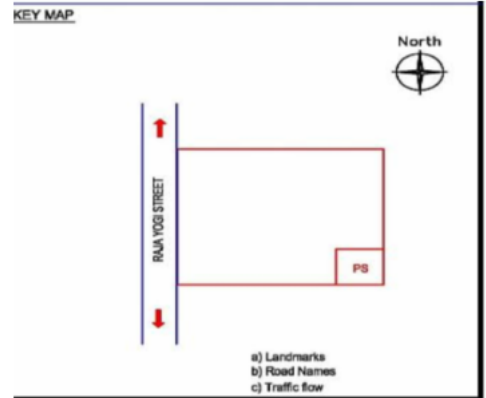 KEY MAP
North
RAJA YOGI STREET
PS
a) Landmarks
b) Road Names
c) Traffic flow